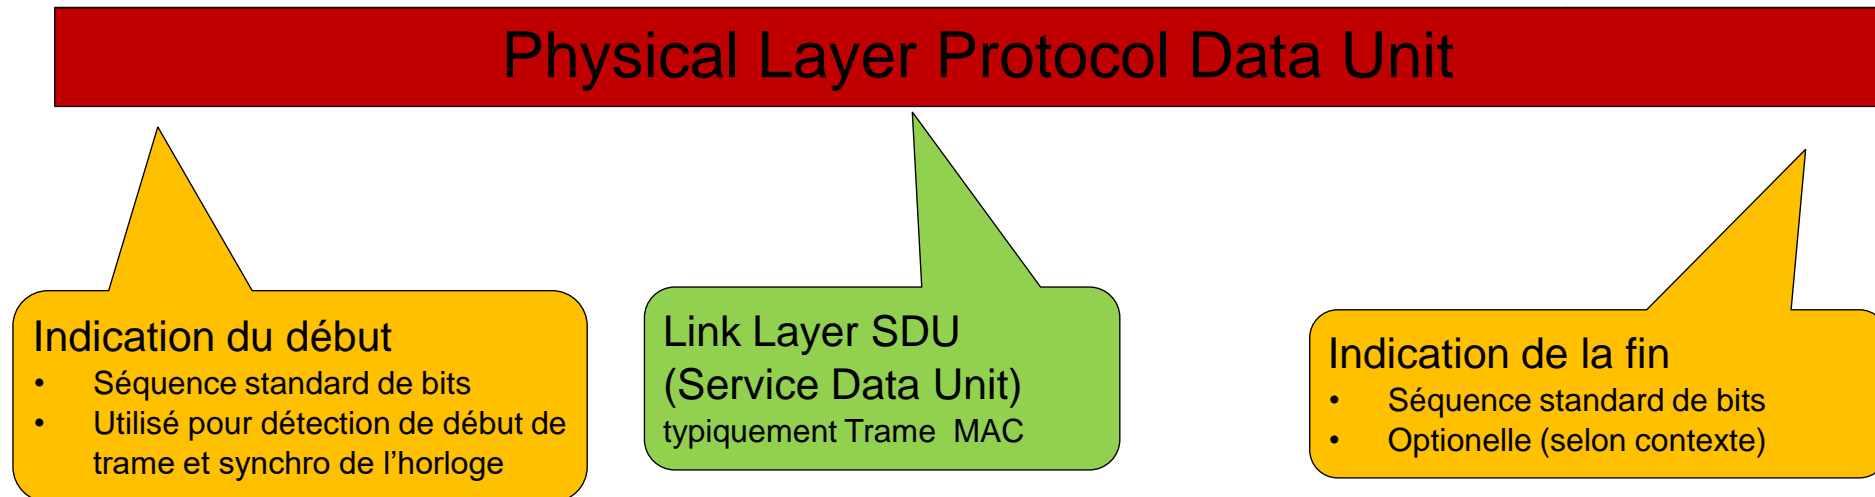 Physical Layer Protocol Data Unit
Indication du début
• Séquence standard de bits
• Utilisé pour détection de début de
trame et synchro de l'horloge
Link Layer SDU
(Service Data Unit)
typiquement Trame MAC
Indication de la fin
• Séquence standard de bits
• Optionelle (selon contexte)